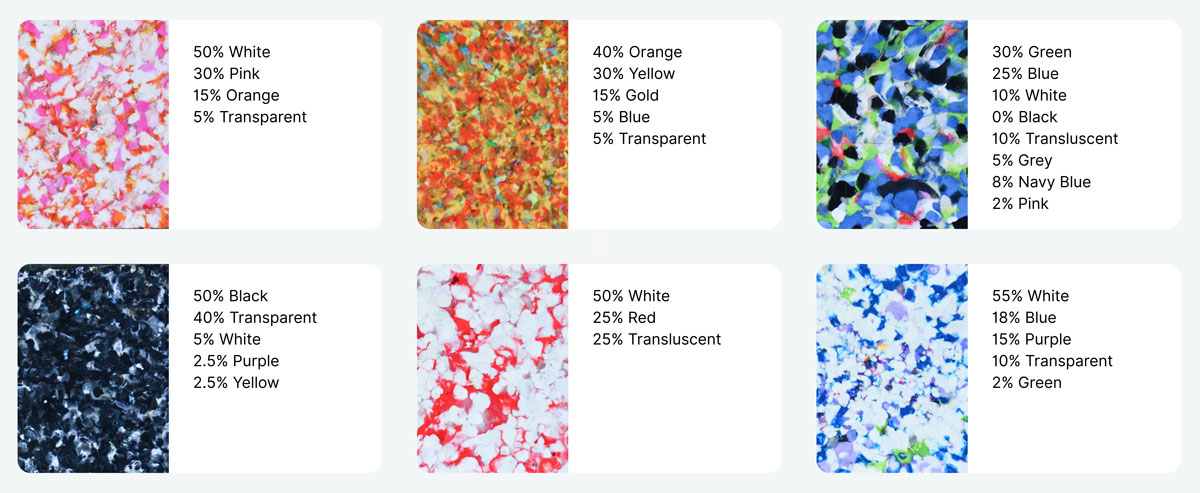 50% White
30% Pink
15% Orange
5% Transparent
40% Orange
30% Yellow
15% Gold
5% Blue
5% Transparent
30% Green
25% Blue
10% White
0% Black
10% Transluscent
5% Grey
8% Navy Blue
2% Pink
50% Black
40% Transparent
5% White
2.5% Purple
2.5% Yellow
50% White
25% Red
25% Transluscent
55% White
18% Blue
15% Purple
10% Transparent
2% Green